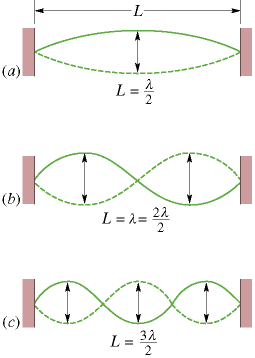 L
(a)
L = λ/2
(b)
L = λ = 2λ/2
(c)
L = 3λ/2